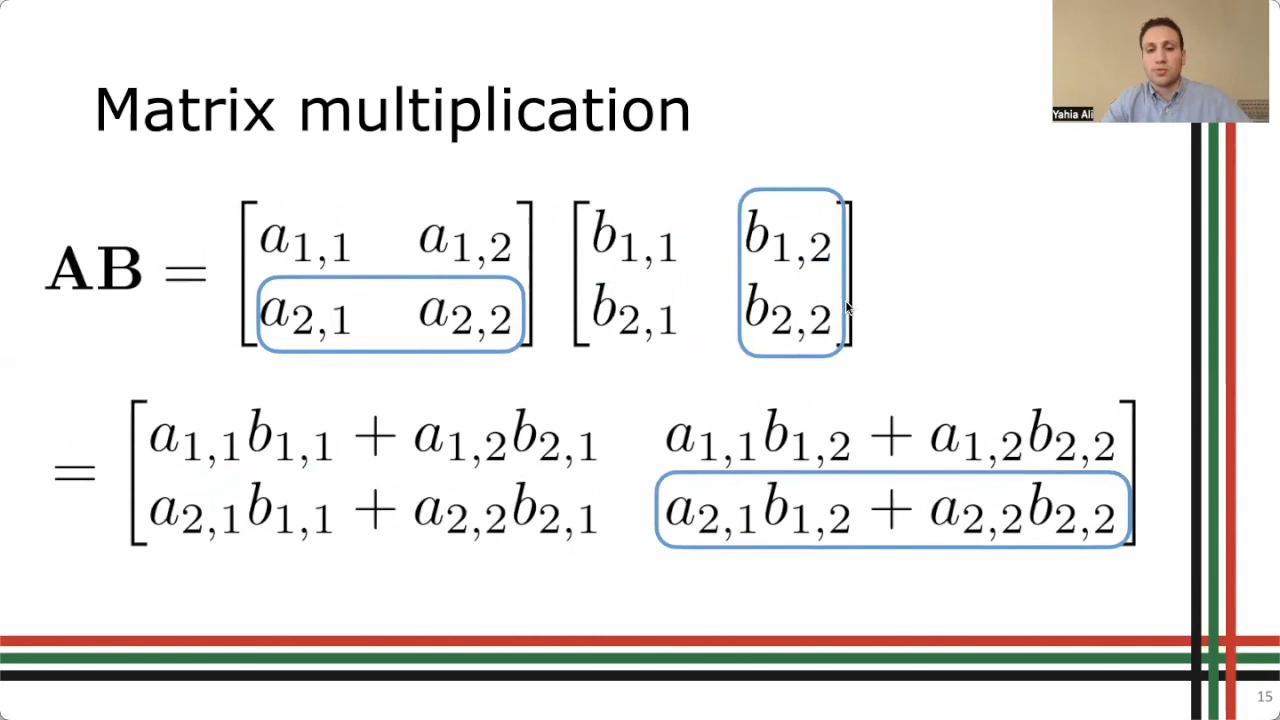 Yahia Ali
Matrix multiplication
AB = [a1,1 a1,2] [b1,1 b1,2]
[a2,1 a2,2] [b2,1 b2,2]
= [a1,1b1,1 + a1,2b2,1 a1,1b1,2 + a1,2b2,2]
[a2,1b1,1 + a2,2b2,1 a2,1b1,2 + a2,2b2,2]
15